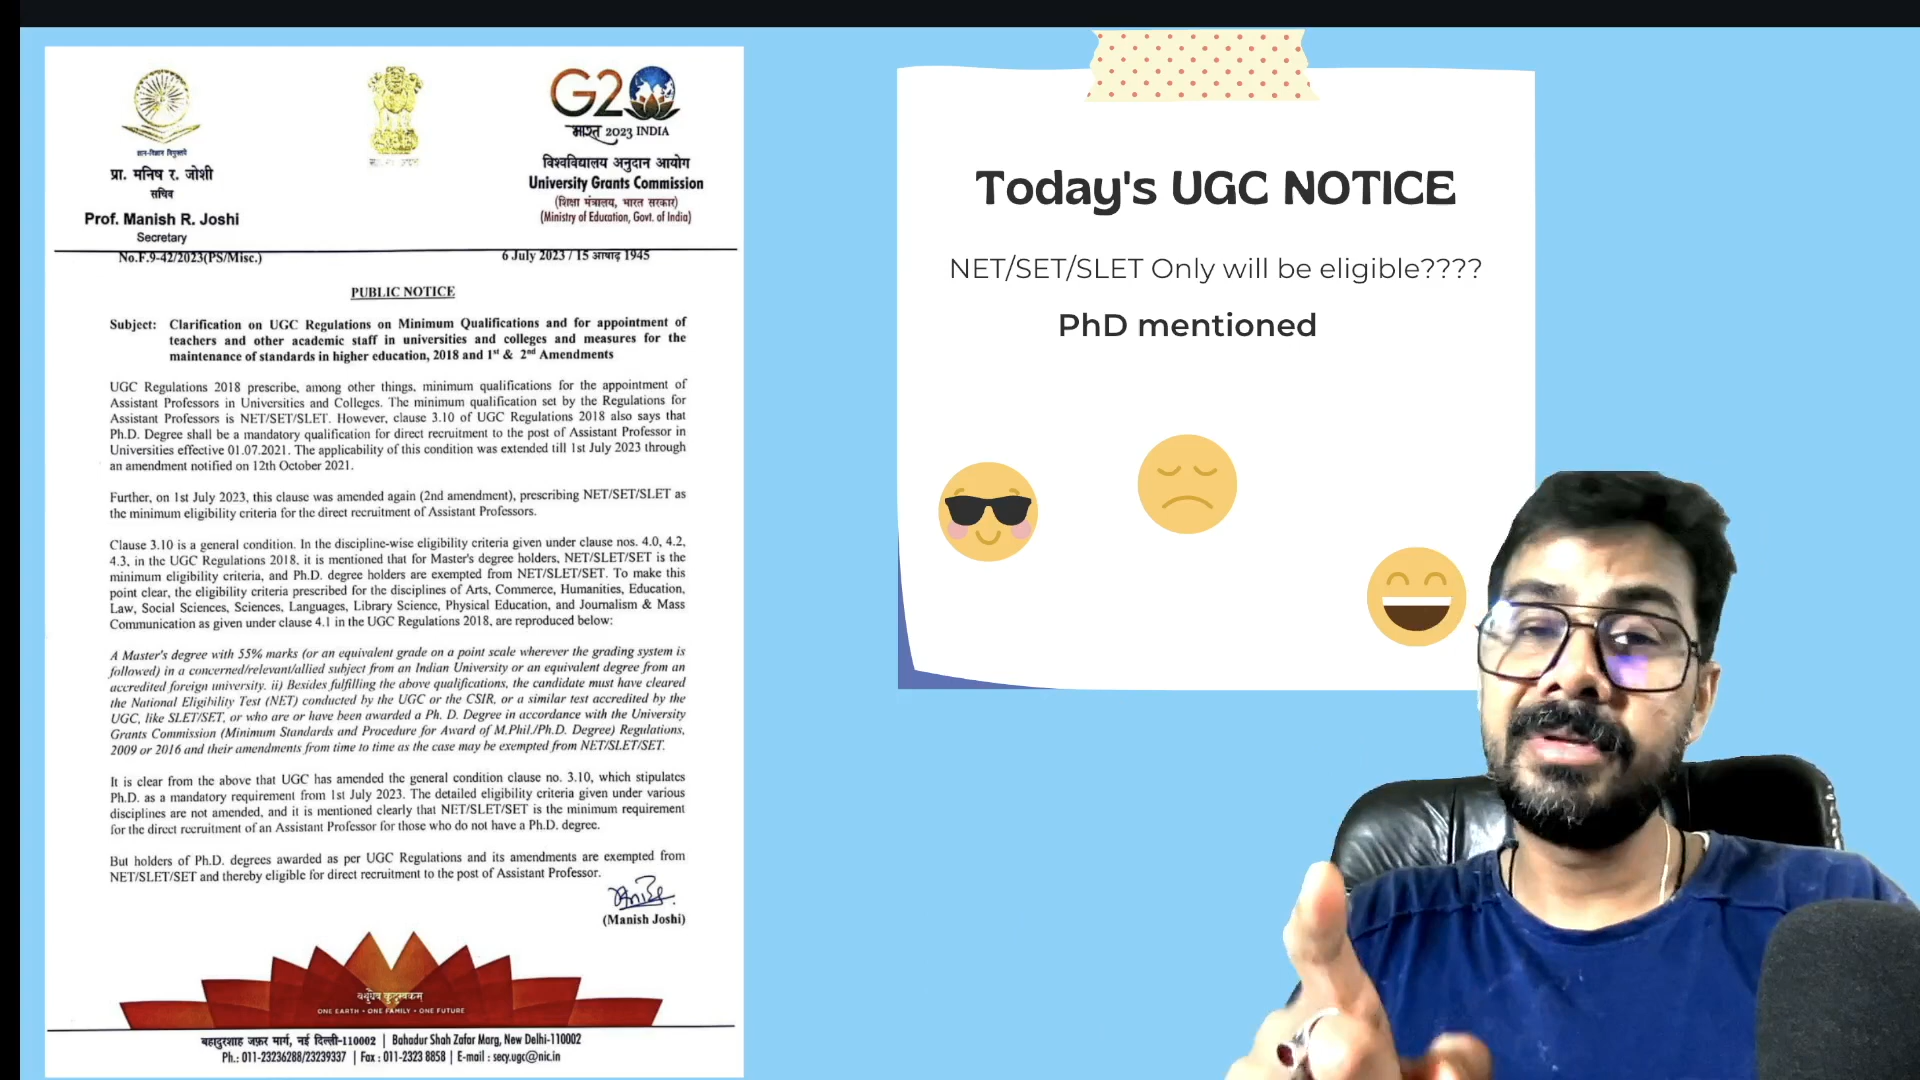 ज्ञान-विज्ञान विमुक्तये
प्रा. मनिष र. जोशी
सचिव
Prof. Manish R. Joshi
Secretary
G20
भारत 2023 INDIA
विश्वविद्यालय अनुदान आयोग
University Grants Commission
(शिक्षा मंत्रालय, भारत सरकार)
(Ministry of Education, Govt. of India)
No.F.9-42/2023(PS/Misc.)
6 July 2023 / 15 आषाढ़ 1945
PUBLIC NOTICE
Subject: Clarification on UGC Regulations on Minimum Qualifications and for appointment of
teachers and other academic staff in universities and colleges and measures for the
maintenance of standards in higher education, 2018 and 1st & 2nd Amendments
UGC Regulations 2018 prescribe, among other things, minimum qualifications for the appointment of
Assistant Professors in Universities and Colleges. The minimum qualification set by the Regulations for
Assistant Professors is NET/SET/SLET. However, clause 3.10 of UGC Regulations 2018 also says that
Ph.D. Degree shall be a mandatory qualification for direct recruitment to the post of Assistant Professor in
Universities effective 01.07.2021. The applicability of this condition was extended till 1st July 2023 through
an amendment notified on 12th October 2021.
Further, on 1st July 2023, this clause was amended again (2nd amendment), prescribing NET/SET/SLET as
the minimum eligibility criteria for the direct recruitment of Assistant Professors.
Clause 3.10 is a general condition. In the discipline-wise eligibility criteria given under clause nos. 4.0, 4.2,
4.3, in the UGC Regulations 2018, it is mentioned that for Master's degree holders, NET/SLET/SET is the
minimum eligibility criteria, and Ph.D. degree holders are exempted from NET/SLET/SET. To make this
point clear, the eligibility criteria prescribed for the disciplines of Arts, Commerce, Humanities, Education,
Law, Social Sciences, Sciences, Languages, Library Science, Physical Education, and Journalism & Mass
Communication as given under clause 4.1 in the UGC Regulations 2018, are reproduced below:
A Master's degree with 55% marks (or an equivalent grade on a point scale wherever the grading system is
followed) in a concerned/relevant/allied subject from an Indian University or an equivalent degree from an
accredited foreign university. ii) Besides fulfilling the above qualifications, the candidate must have cleared
the National Eligibility Test (NET) conducted by the UGC or the CSIR, or a similar test accredited by the
UGC, like SLET/SET, or who are or have been awarded a Ph. D. Degree in accordance with the University
Grants Commission (Minimum Standards and Procedure for Award of M.Phil./Ph.D. Degree) Regulations,
2009 or 2016 and their amendments from time to time as the case may be exempted from NET/SLET/SET.
It is clear from the above that UGC has amended the general condition clause no. 3.10, which stipulates
Ph.D. as a mandatory requirement from 1st July 2023. The detailed eligibility criteria given under various
disciplines are not amended, and it is mentioned clearly that NET/SLET/SET is the minimum requirement
for the direct recruitment of an Assistant Professor for those who do not have a Ph.D. degree.
But holders of Ph.D. degrees awarded as per UGC Regulations and its amendments are exempted from
NET/SLET/SET and thereby eligible for direct recruitment to the post of Assistant Professor.
(Manish Joshi)
वसुधैव कुटुम्बकम्
ONE EARTH • ONE FAMILY • ONE FUTURE
बहादुरशाह ज़फ़र मार्ग, नई दिल्ली-110002 | Bahadur Shah Zafar Marg, New Delhi-110002
Ph.: 011-23236288/23239337 | Fax : 011-2323 8858 | E-mail : secy.ugc@nic.in
Today's UGC NOTICE
NET/SET/SLET Only will be eligible????
PhD mentioned